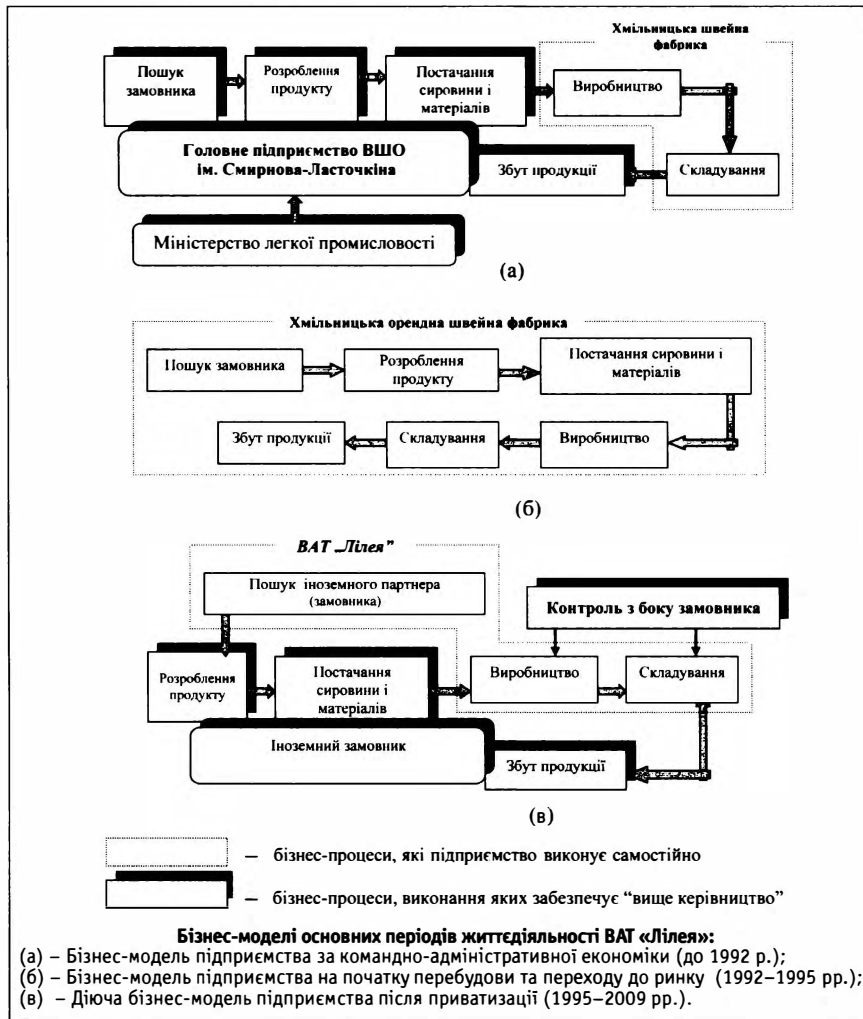 Хмільницька швейна
фабрика
Пошук
замовника
Розроблення
продукту
Постачання
сировини і
матеріалів
Виробництво
Головне підприємство ВШО
ім. Смирнова-Ласточкіна
Збут продукції
Складування
Міністерство легкої промисловості
(а)
Хмільницька орендна швейна фабрика
Пошук замовника
Розроблення
продукту
Постачання сировини і
матеріалів
Збут продукції
Складування
Виробництво
(б)
ВАТ „Лілея”
Пошук іноземного партнера
(замовника)
Контроль з боку замовника
Розроблення
продукту
Постачання
сировини і
матеріалів
Виробництво
Складування
Іноземний замовник
Збут продукції
(в)
– бізнес-процеси, які підприємство виконує самостійно
– бізнес-процеси, виконання яких забезпечує “вище керівництво”
Бізнес-моделі основних періодів життєдіяльності ВАТ «Лілея»:
(а) – Бізнес-модель підприємства за командно-адміністративної економіки (до 1992 р.);
(б) – Бізнес-модель підприємства на початку перебудови та переходу до ринку (1992–1995 рр.);
(в) – Діюча бізнес-модель підприємства після приватизації (1995–2009 рр.).